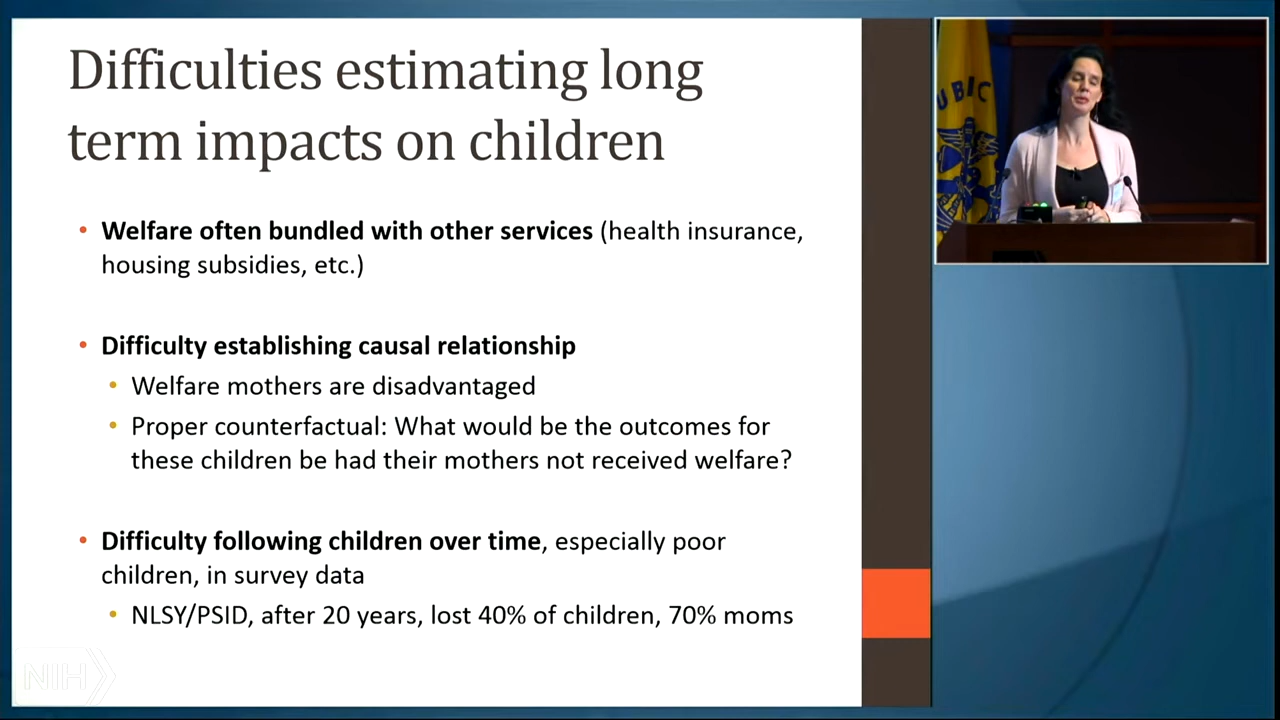 Difficulties estimating long
term impacts on children
• Welfare often bundled with other services (health insurance,
housing subsidies, etc.)
• Difficulty establishing causal relationship
• Welfare mothers are disadvantaged
• Proper counterfactual: What would be the outcomes for
these children be had their mothers not received welfare?
• Difficulty following children over time, especially poor
children, in survey data
• NLSY/PSID, after 20 years, lost 40% of children, 70% moms
NIH
UBIC